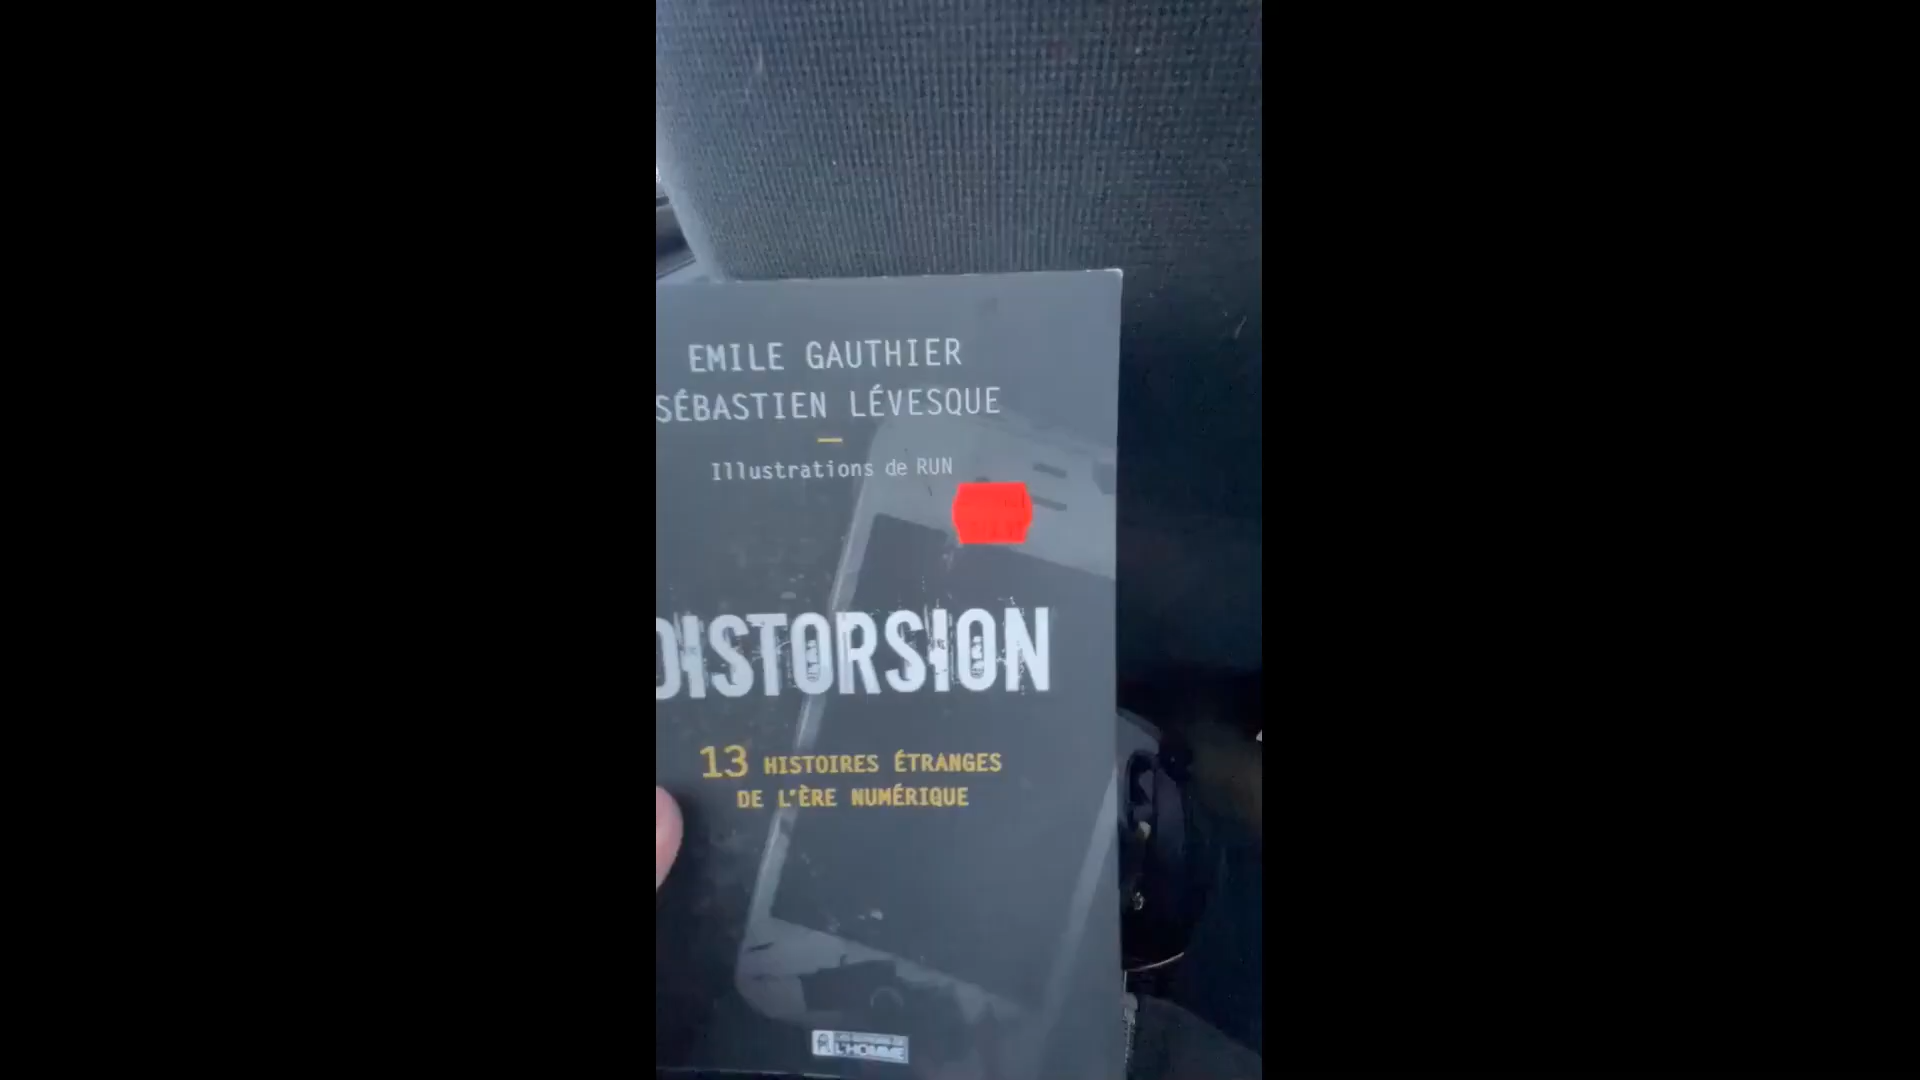 EMILE GAUTHIER
SÉBASTIEN LÉVESQUE
Illustrations de RUN
DISTORSION
13 HISTOIRES ÉTRANGES
DE L'ÈRE NUMÉRIQUE
L'HOMME